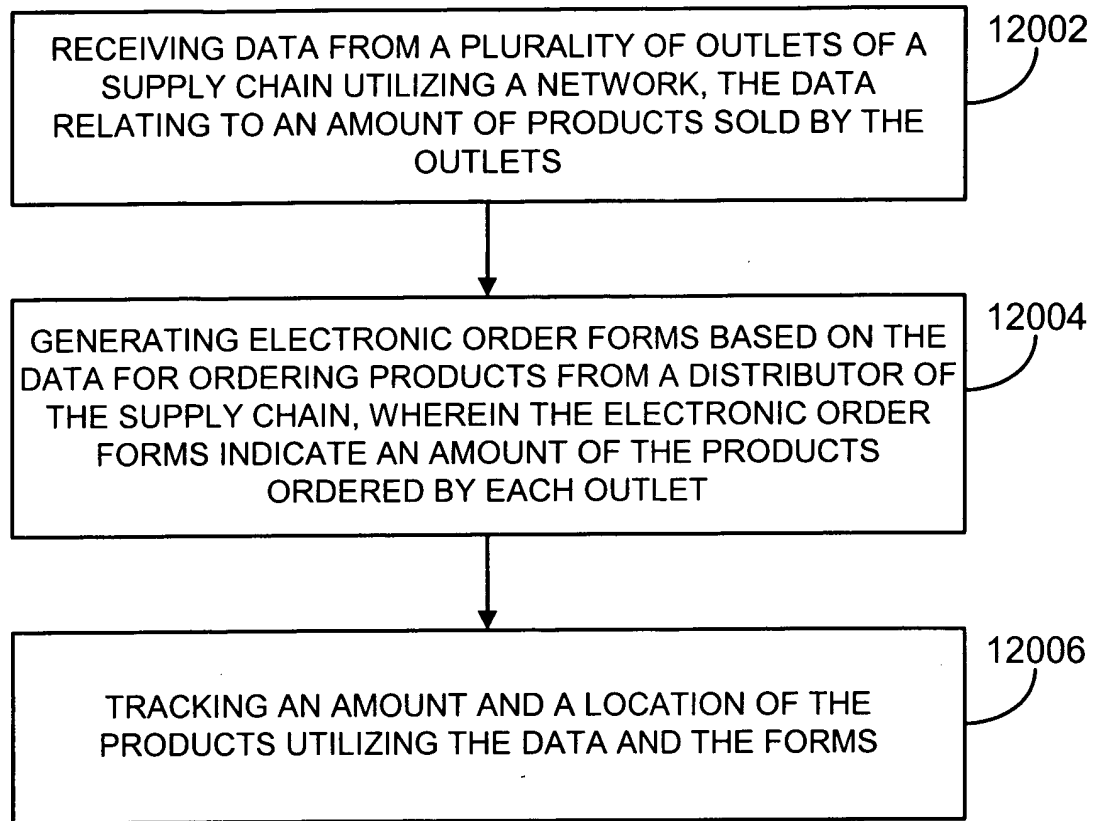 RECEIVING DATA FROM A PLURALITY OF OUTLETS OF A
SUPPLY CHAIN UTILIZING A NETWORK, THE DATA
RELATING TO AN AMOUNT OF PRODUCTS SOLD BY THE
OUTLETS
12002
GENERATING ELECTRONIC ORDER FORMS BASED ON THE
DATA FOR ORDERING PRODUCTS FROM A DISTRIBUTOR OF
THE SUPPLY CHAIN, WHEREIN THE ELECTRONIC ORDER
FORMS INDICATE AN AMOUNT OF THE PRODUCTS
ORDERED BY EACH OUTLET
12004
TRACKING AN AMOUNT AND A LOCATION OF THE
PRODUCTS UTILIZING THE DATA AND THE FORMS
12006